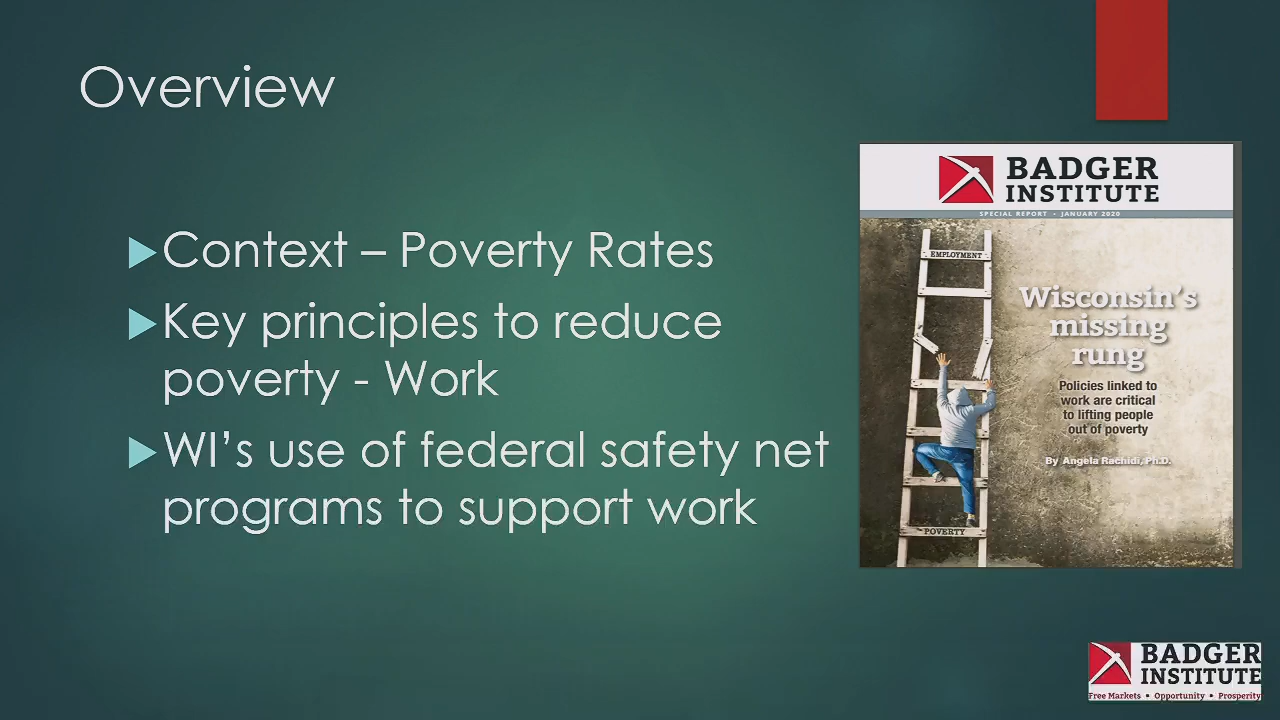 Overview
Context – Poverty Rates
Key principles to reduce
poverty - Work
WI's use of federal safety net
programs to support work
BADGER
INSTITUTE
SPECIAL REPORT • JANUARY 2020
EMPLOYMENT
Wisconsin's
missing
rung
Policies linked to
work are critical
to lifting people
out of poverty
By Angela Rachidi, Ph.D.
POVERTY
BADGER
INSTITUTE
Free Markets • Opportunity • Prosperity